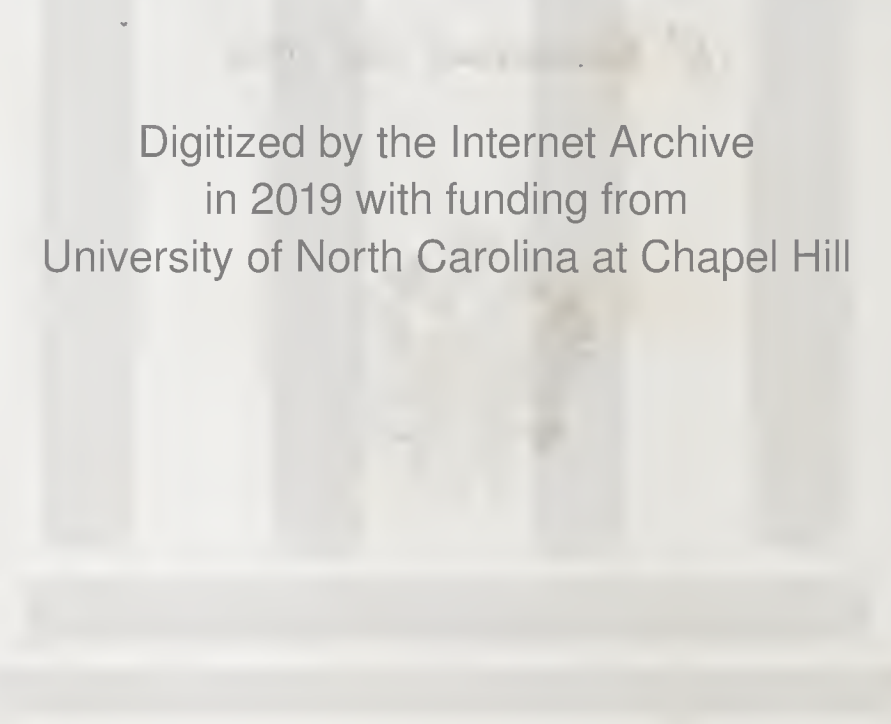 Digitized by the Internet Archive
in 2019 with funding from
University of North Carolina at Chapel Hill